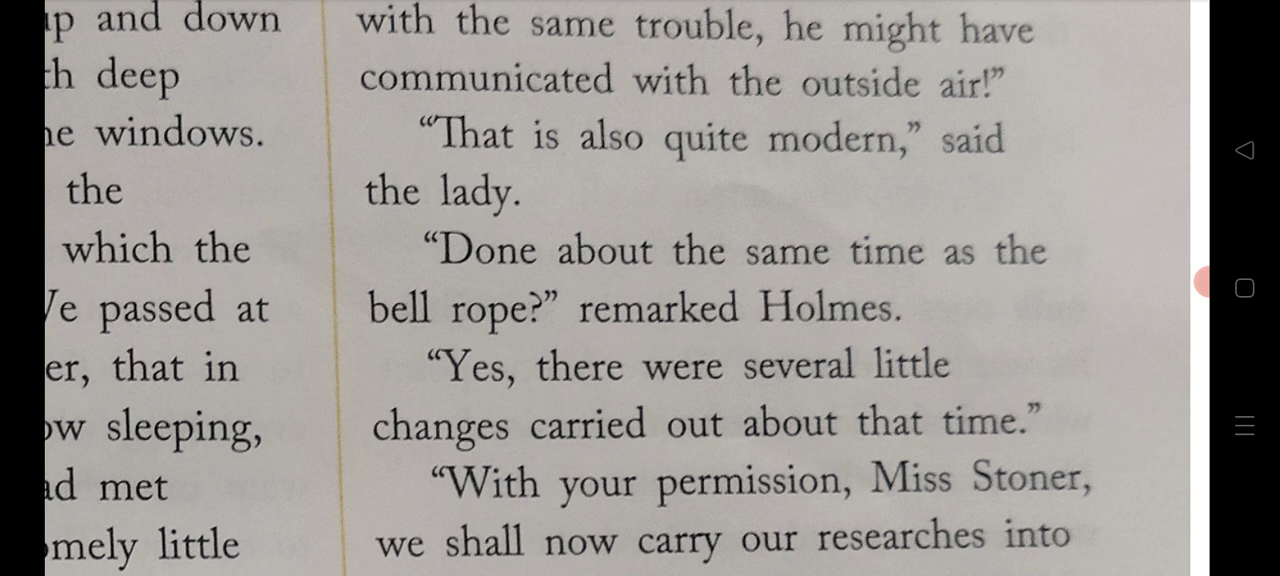 up and down
deep
windows.
the
which the
passed at
that in
sleeping,
met
little
with the same trouble, he might have
communicated with the outside air!”
“That is also quite modern,” said
the lady.
“Done about the same time as the
bell rope?” remarked Holmes.
“Yes, there were several little
changes carried out about that time.”
“With your permission, Miss Stoner,
we shall now carry our researches into